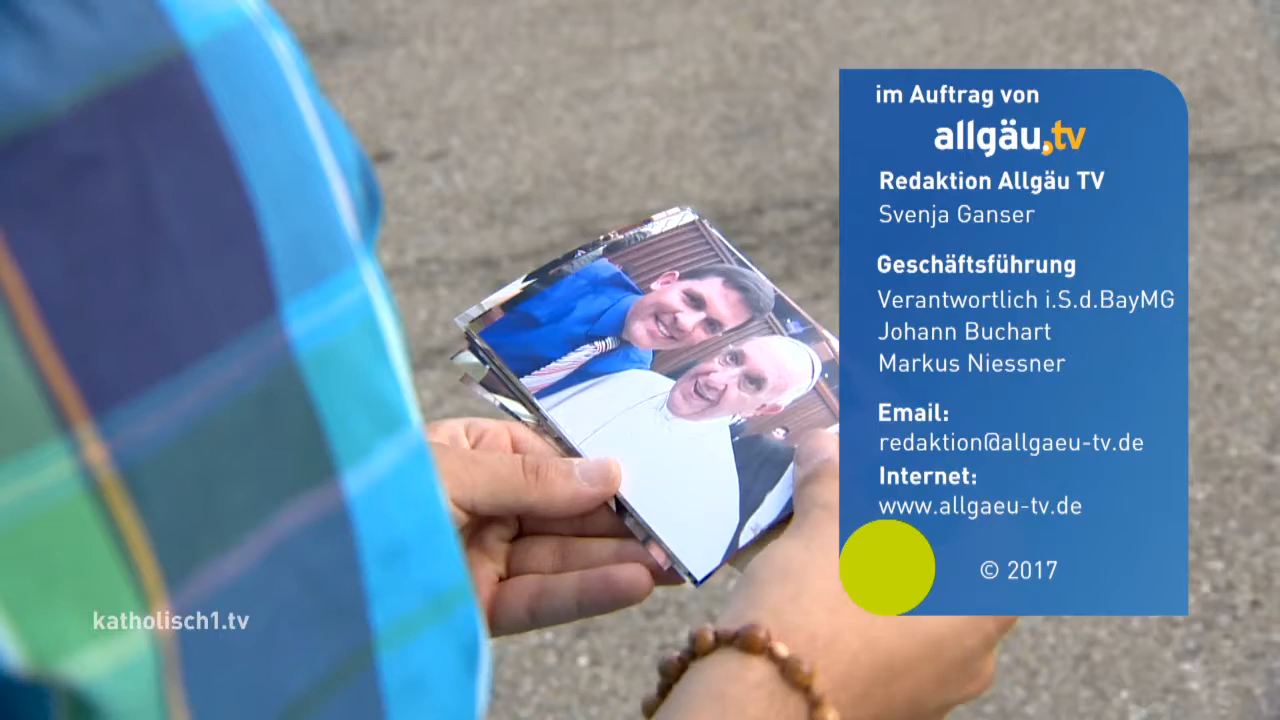 im Auftrag von
allgäu.tv
Redaktion Allgäu TV
Svenja Ganser
Geschäftsführung
Verantwortlich i.S.d.BayMG
Johann Buchart
Markus Niessner
Email:
redaktion@allgaeu-tv.de
Internet:
www.allgaeu-tv.de
© 2017
katholisch1.tv